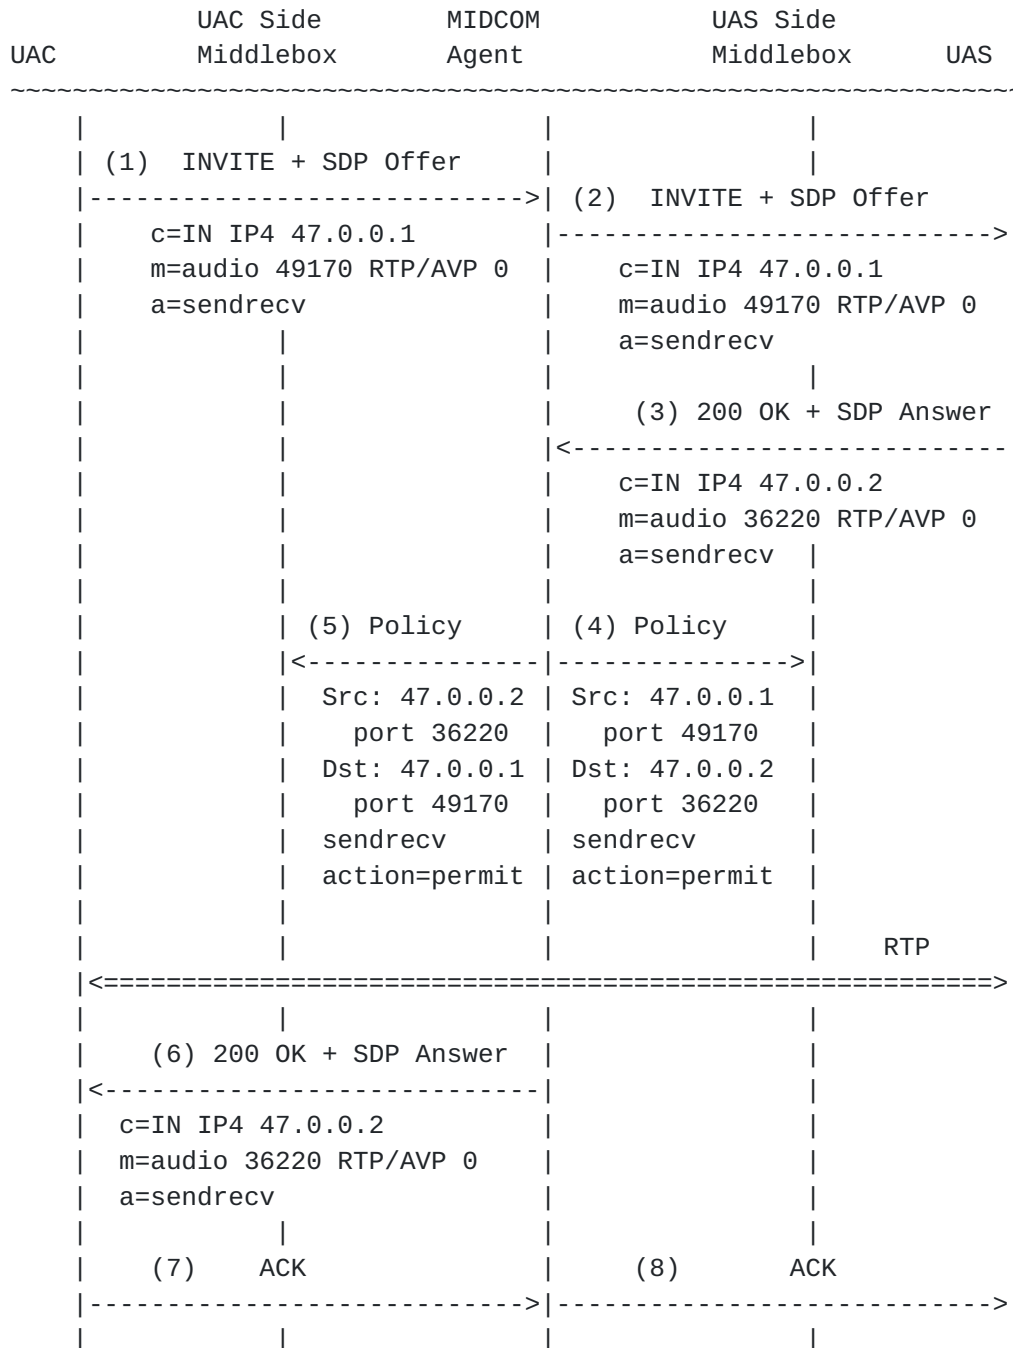 UAC Side        MIDCOM           UAS Side
UAC         Middlebox       Agent            Middlebox      UAS
(1)  INVITE + SDP Offer
(2)  INVITE + SDP Offer
c=IN IP4 47.0.0.1
m=audio 49170 RTP/AVP 0      c=IN IP4 47.0.0.1
a=sendrecv                   m=audio 49170 RTP/AVP 0
a=sendrecv
(3) 200 OK + SDP Answer
c=IN IP4 47.0.0.2
m=audio 36220 RTP/AVP 0
a=sendrecv
(5) Policy      (4) Policy
Src: 47.0.0.2   Src: 47.0.0.1
port 36220      port 49170
Dst: 47.0.0.1   Dst: 47.0.0.2
port 49170      port 36220
sendrecv        sendrecv
action=permit   action=permit
RTP
(6) 200 OK + SDP Answer
c=IN IP4 47.0.0.2
m=audio 36220 RTP/AVP 0
a=sendrecv
(7)    ACK                     (8)       ACK